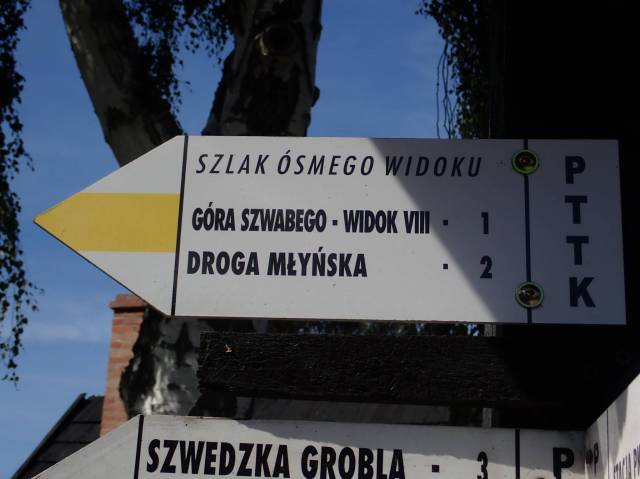 SZLAK ÓSMEGO WIDOKU
GÓRA SZWABEGO - WIDOK VIII - 1
DROGA MŁYŃSKA - 2
PTTK
SZWEDZKA GROBLA - 3
P